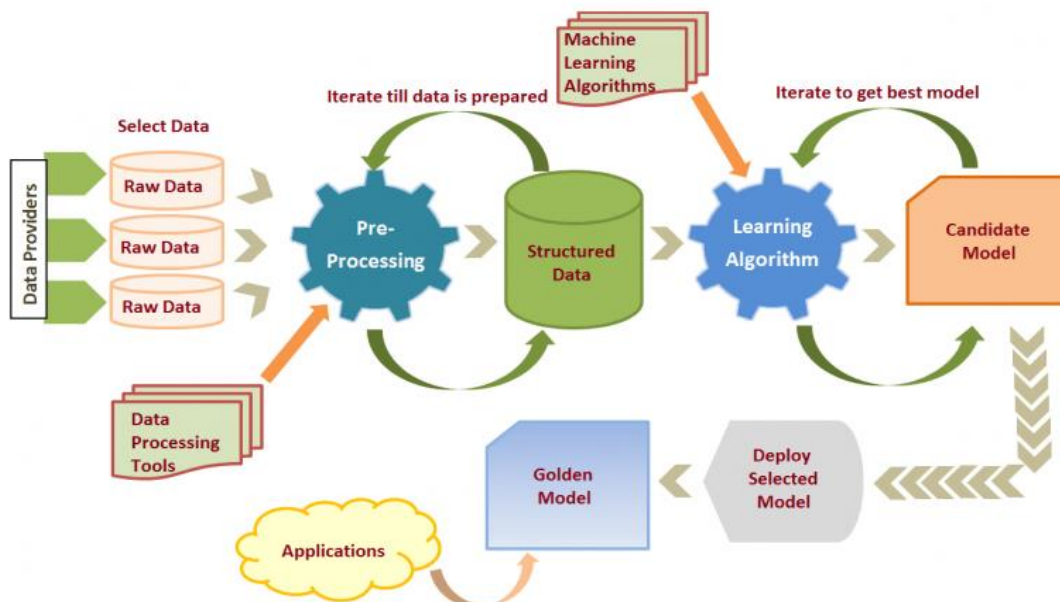 Machine
Learning
Algorithms
Iterate till data is prepared
Iterate to get best model
Select Data
Data Providers
Raw Data
Raw Data
Raw Data
Pre-
Processing
Structured
Data
Learning
Algorithm
Candidate
Model
Data
Processing
Tools
Golden
Model
Deploy
Selected
Model
Applications